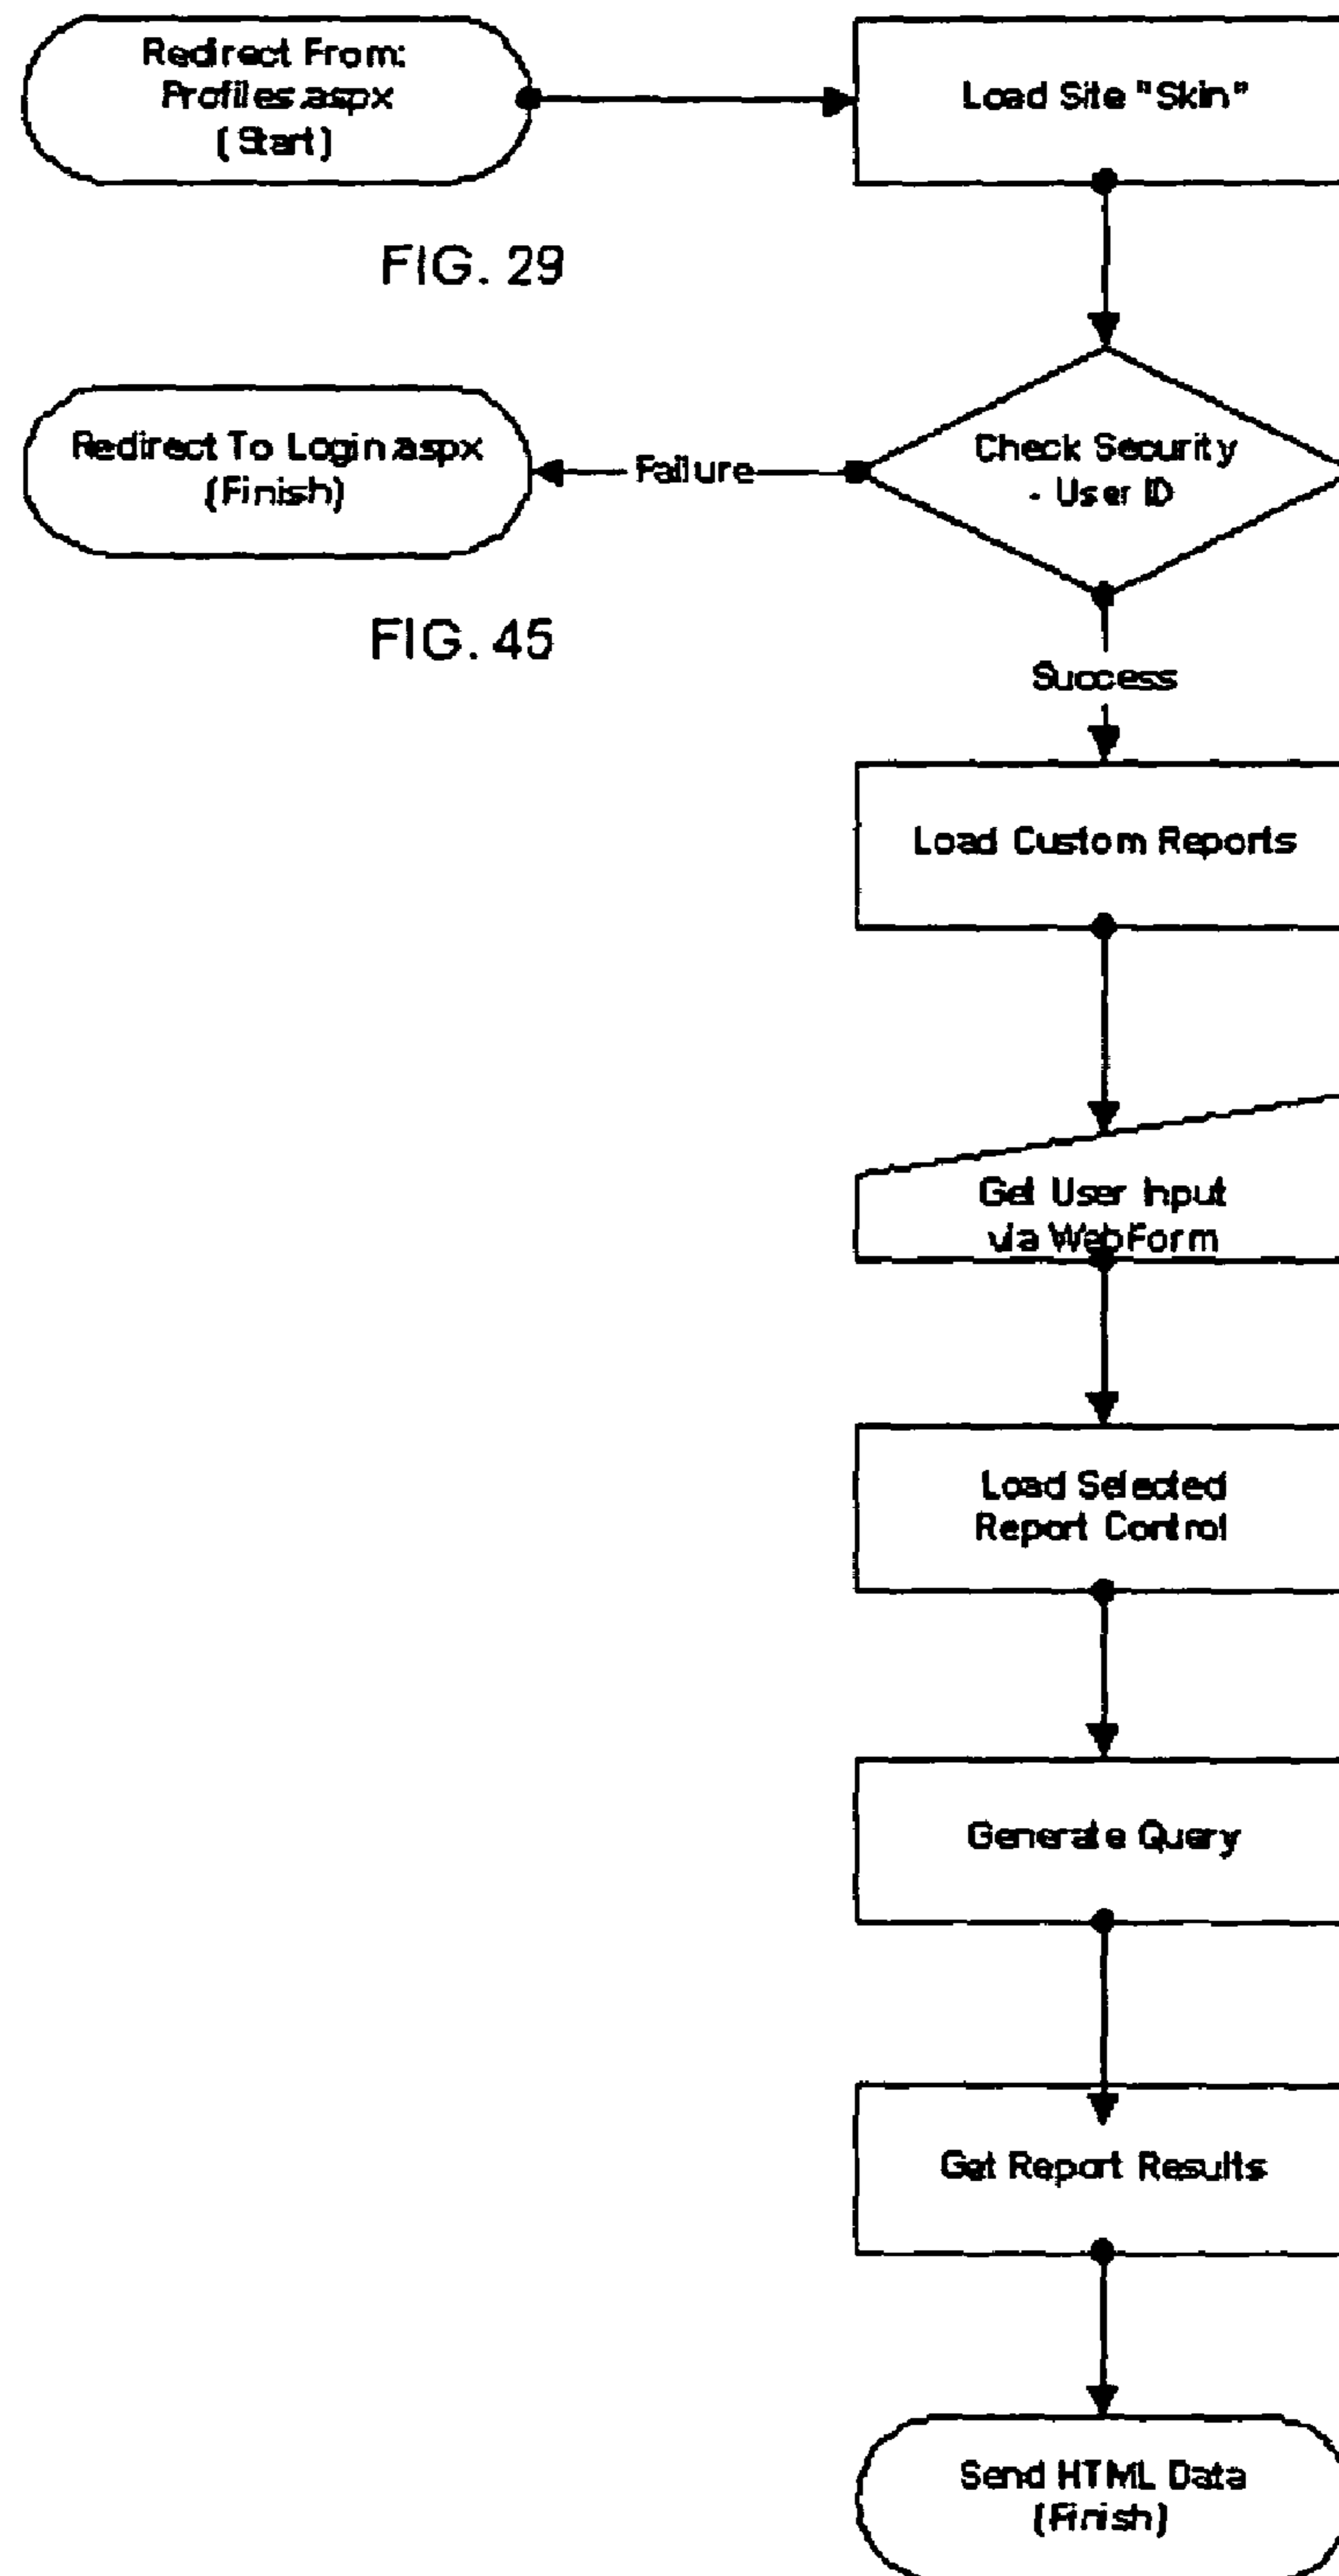 Redirect From:
Profiles.aspx
(Start)
Load Site "Skin"
FIG. 29
Redirect To Login.aspx
(Finish)
Failure
Check Security
- User ID
FIG. 45
Success
Load Custom Reports
Get User Input
via WebForm
Load Selected
Report Control
Generate Query
Get Report Results
Send HTML Data
(Finish)